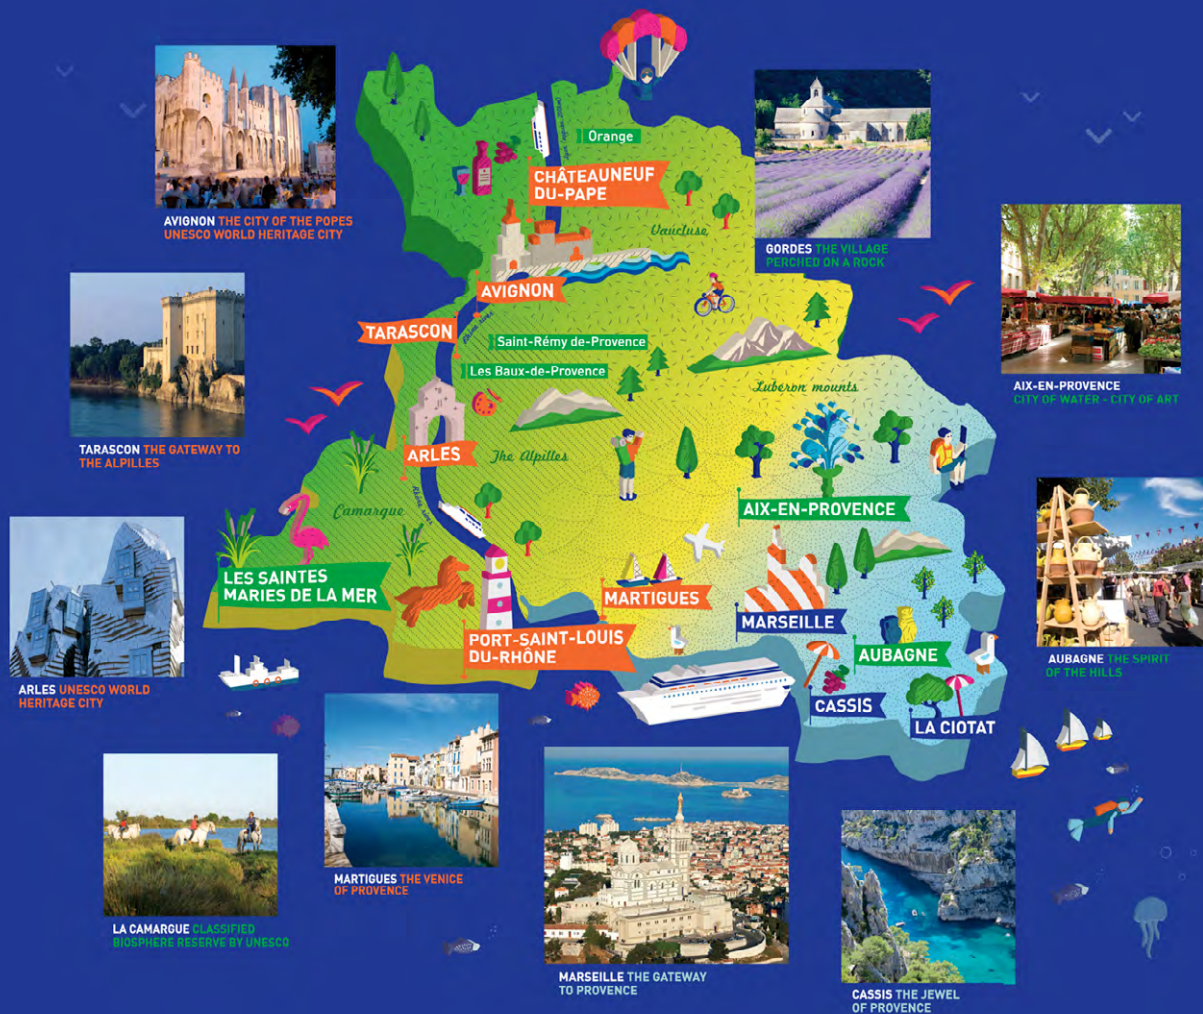 Orange
CHÂTEAUNEUF
DU-PAPE
AVIGNON THE CITY OF THE POPES
UNESCO WORLD HERITAGE CITY
Vaucluse
GORDES THE VILLAGE
PERCHED ON A ROCK
AVIGNON
TARASCON
Rhône river
Saint-Rémy de-Provence
Les Baux-de-Provence
Luberon mounts
AIX-EN-PROVENCE
CITY OF WATER - CITY OF ART
TARASCON THE GATEWAY TO
THE ALPILLES
ARLES
The Alpilles
Camargue
Rhône river
AIX-EN-PROVENCE
LES SAINTES
MARIES DE LA MER
MARTIGUES
MARSEILLE
PORT-SAINT-LOUIS
DU-RHÔNE
AUBAGNE
AUBAGNE THE SPIRIT
OF THE HILLS
ARLES UNESCO WORLD
HERITAGE CITY
CASSIS
LA CIOTAT
MARTIGUES THE VENICE
OF PROVENCE
LA CAMARGUE CLASSIFIED
BIOSPHERE RESERVE BY UNESCO
MARSEILLE THE GATEWAY
TO PROVENCE
CASSIS THE JEWEL
OF PROVENCE